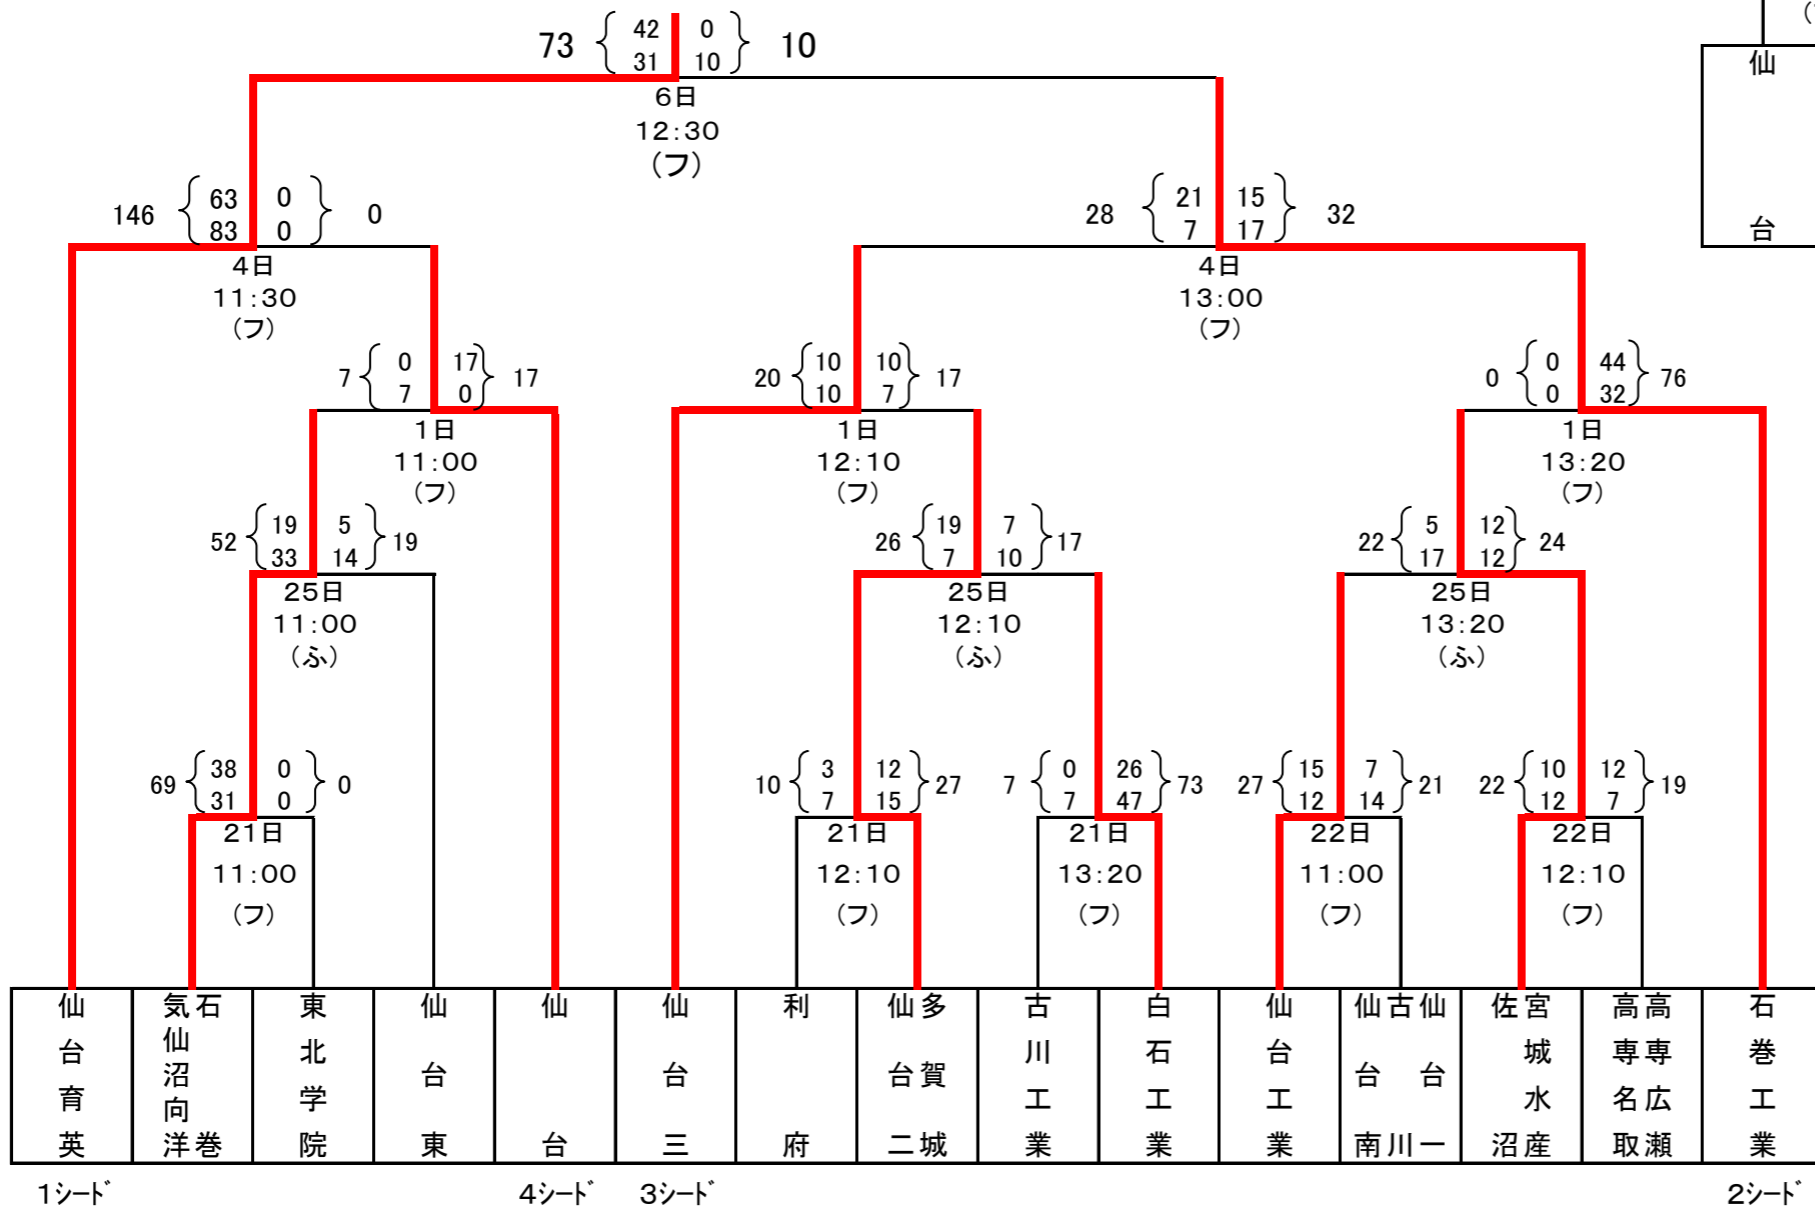 (フ
仙台
73 42 0 10
31 10
6日
12:30
(フ)
146 63 0 0
83 0
4日
11:30
(フ)
28 21 15 32
7 17
4日
13:00
(フ)
7 0 17 17
7 0
1日
11:00
(フ)
20 10 10 17
10 7
1日
12:10
(フ)
0 0 44 76
0 32
1日
13:20
(フ)
52 19 5 19
33 14
25日
11:00
(ふ)
26 19 7 17
7 10
25日
12:10
(ふ)
22 5 12 24
17 12
25日
13:20
(ふ)
69 38 0 0
31 0
21日
11:00
(フ)
10 3 12 27
7 15
21日
12:10
(フ)
7 0 26 73
7 47
21日
13:20
(フ)
27 15 7 21
12 14
22日
11:00
(フ)
22 10 12 19
12 7
22日
12:10
(フ)
仙台育英
石巻
気仙沼向洋
東北学院
仙台東
仙台
仙台三
利府
多賀城
仙台二
古川工業
白石工業
仙台工業
仙台一
古川
仙台南
宮城水産
佐沼
高専広瀬
高専名取
石巻工業
1シード
4シード
3シード
2シード